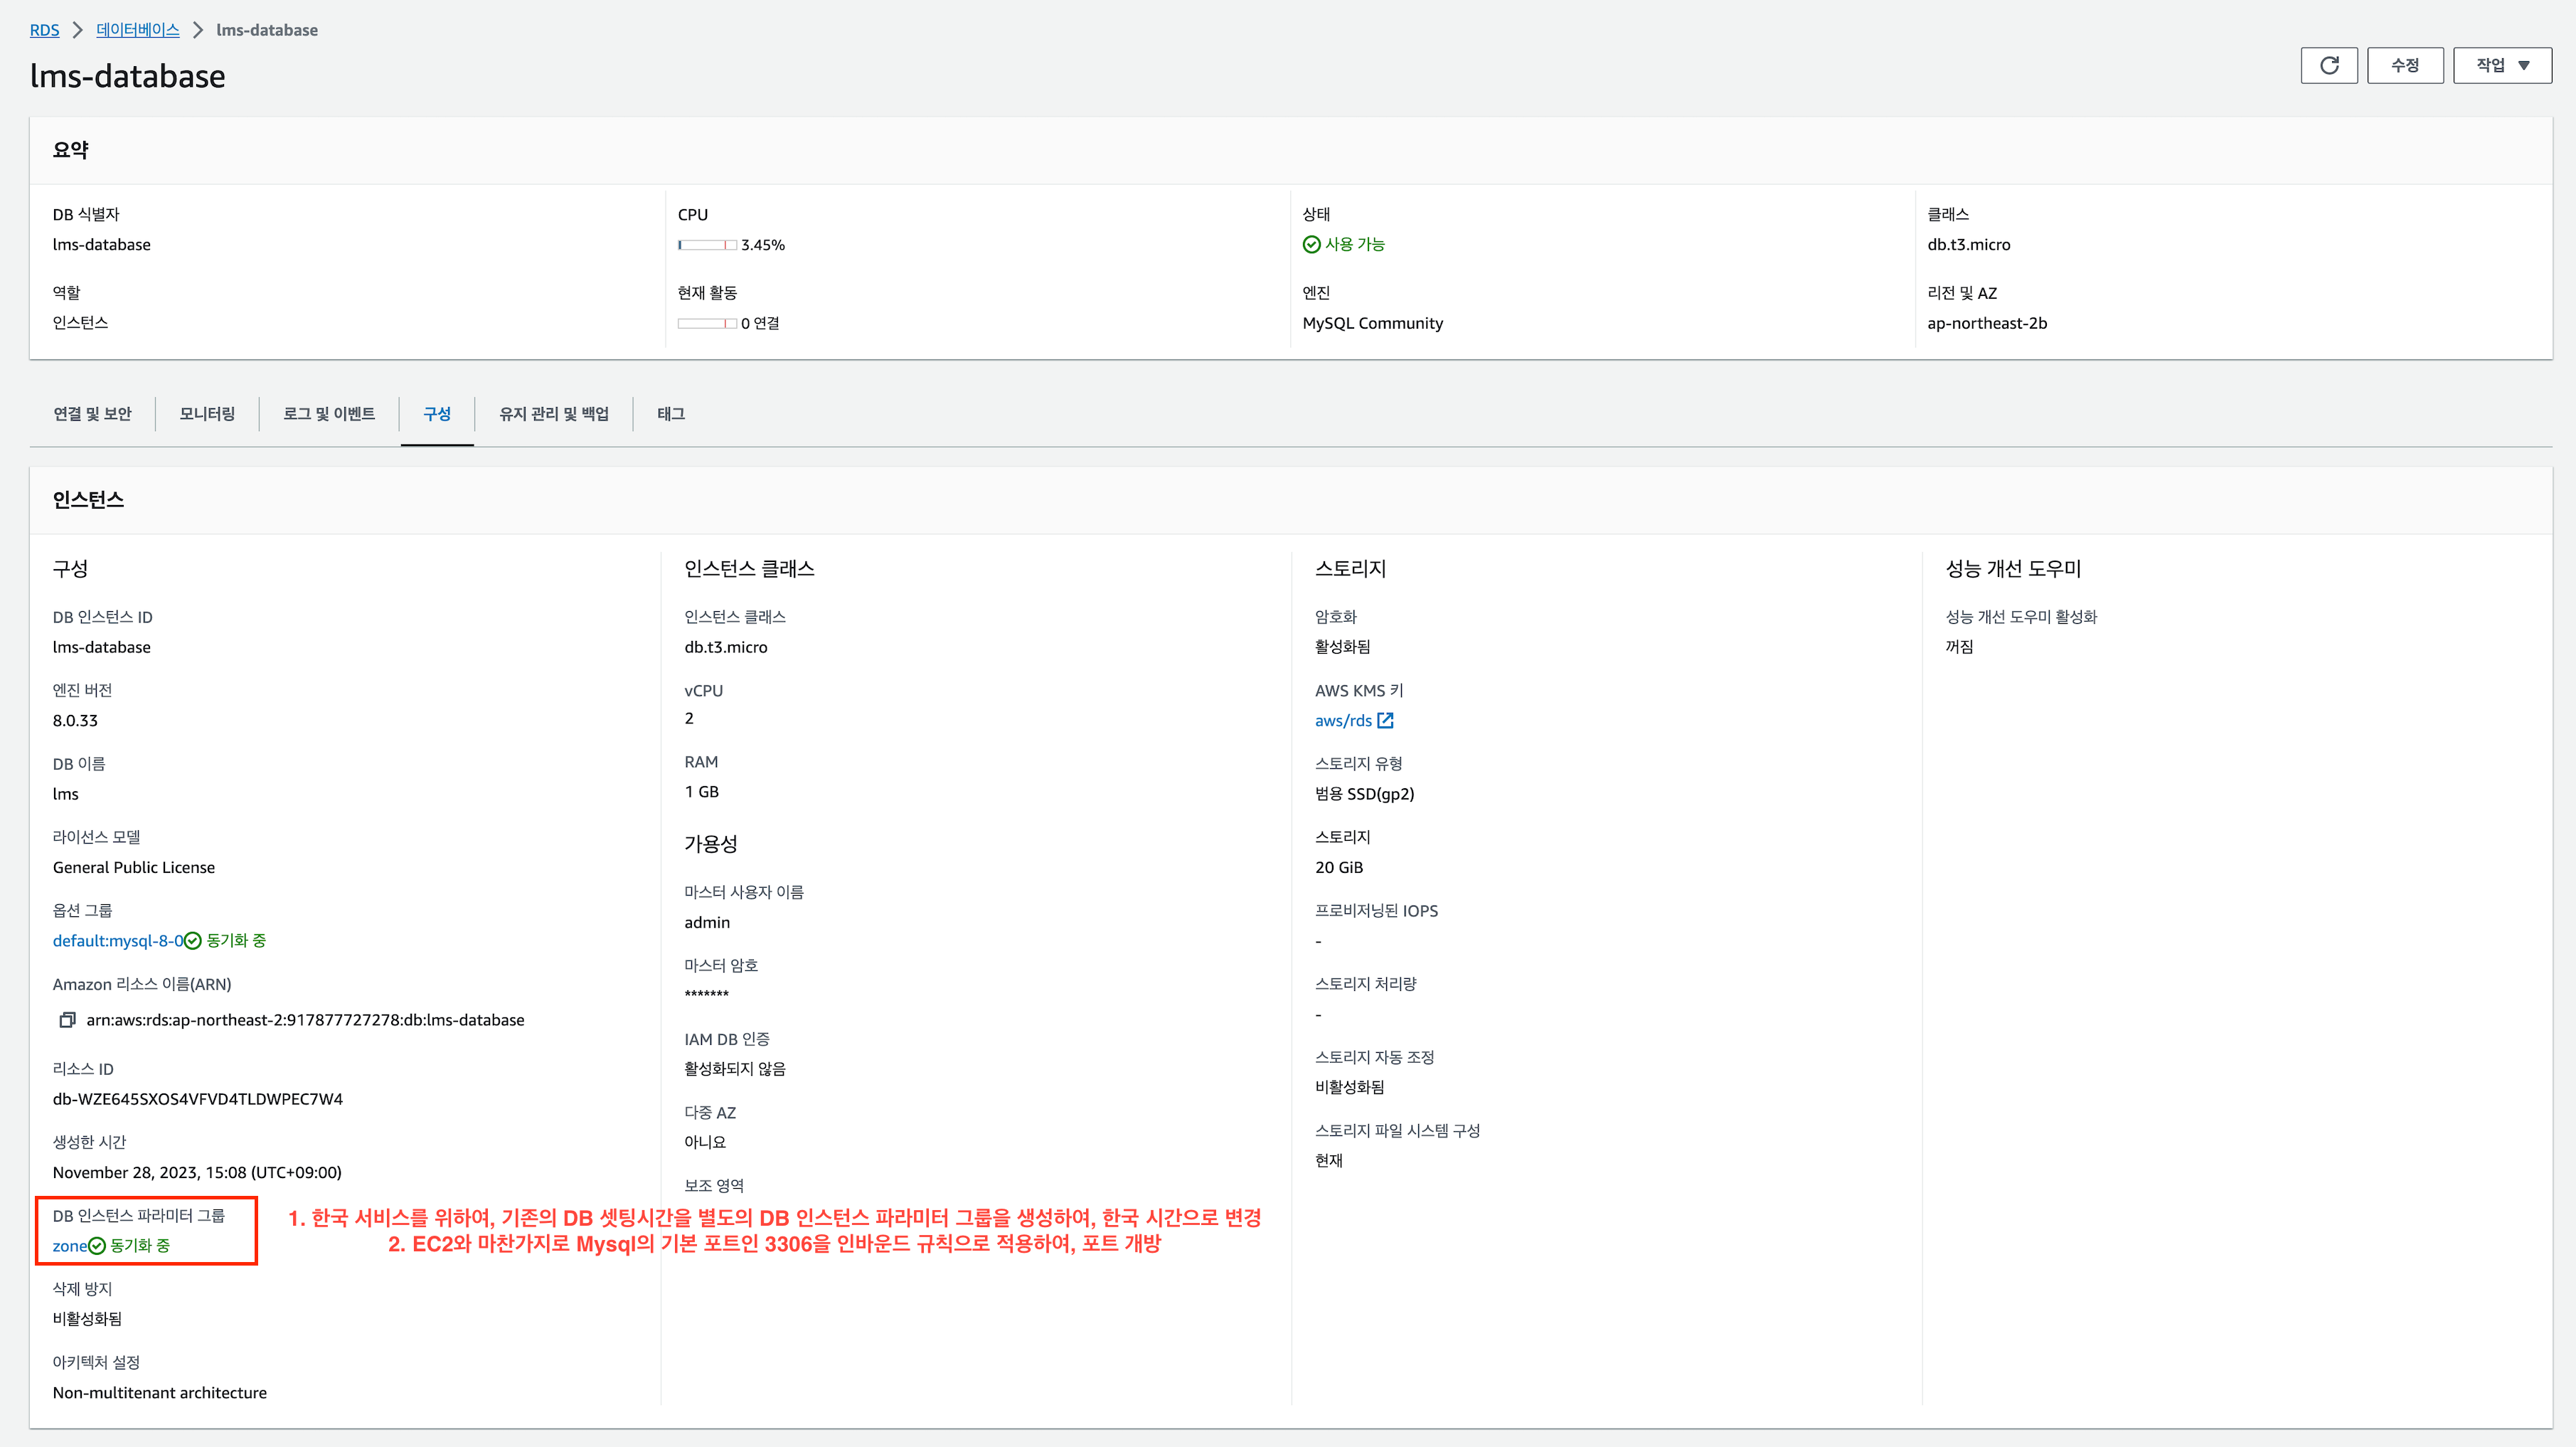 RDS > 데이터베이스 > lms-database
lms-database
수정
작업
요약
DB 식별자
lms-database
CPU
3.45%
상태
사용 가능
클래스
db.t3.micro
역할
인스턴스
현재 활동
0 연결
엔진
MySQL Community
리전 및 AZ
ap-northeast-2b
연결 및 보안
모니터링
로그 및 이벤트
구성
유지 관리 및 백업
태그
인스턴스
구성
DB 인스턴스 ID
lms-database
엔진 버전
8.0.33
DB 이름
lms
라이선스 모델
General Public License
옵션 그룹
default:mysql-8-0 동기화 중
Amazon 리소스 이름(ARN)
arn:aws:rds:ap-northeast-2:917877727278:db:lms-database
리소스 ID
db-WZE645SXOS4VFVD4TLDWPEC7W4
생성한 시간
November 28, 2023, 15:08 (UTC+09:00)
DB 인스턴스 파라미터 그룹
zone 동기화 중
삭제 방지
비활성화됨
아키텍처 설정
Non-multitenant architecture
인스턴스 클래스
인스턴스 클래스
db.t3.micro
vCPU
2
RAM
1 GB
가용성
마스터 사용자 이름
admin
마스터 암호
*******
IAM DB 인증
활성화되지 않음
다중 AZ
아니요
보조 영역
1. 한국 서비스를 위하여, 기존의 DB 셋팅시간을 별도의 DB 인스턴스 파라미터 그룹을 생성하여, 한국 시간으로 변경
2. EC2와 마찬가지로 Mysql의 기본 포트인 3306을 인바운드 규칙으로 적용하여, 포트 개방
스토리지
암호화
활성화됨
AWS KMS 키
aws/rds
스토리지 유형
범용 SSD(gp2)
스토리지
20 GiB
프로비저닝된 IOPS
-
스토리지 처리량
-
스토리지 자동 조정
비활성화됨
스토리지 파일 시스템 구성
현재
성능 개선 도우미
성능 개선 도우미 활성화
꺼짐